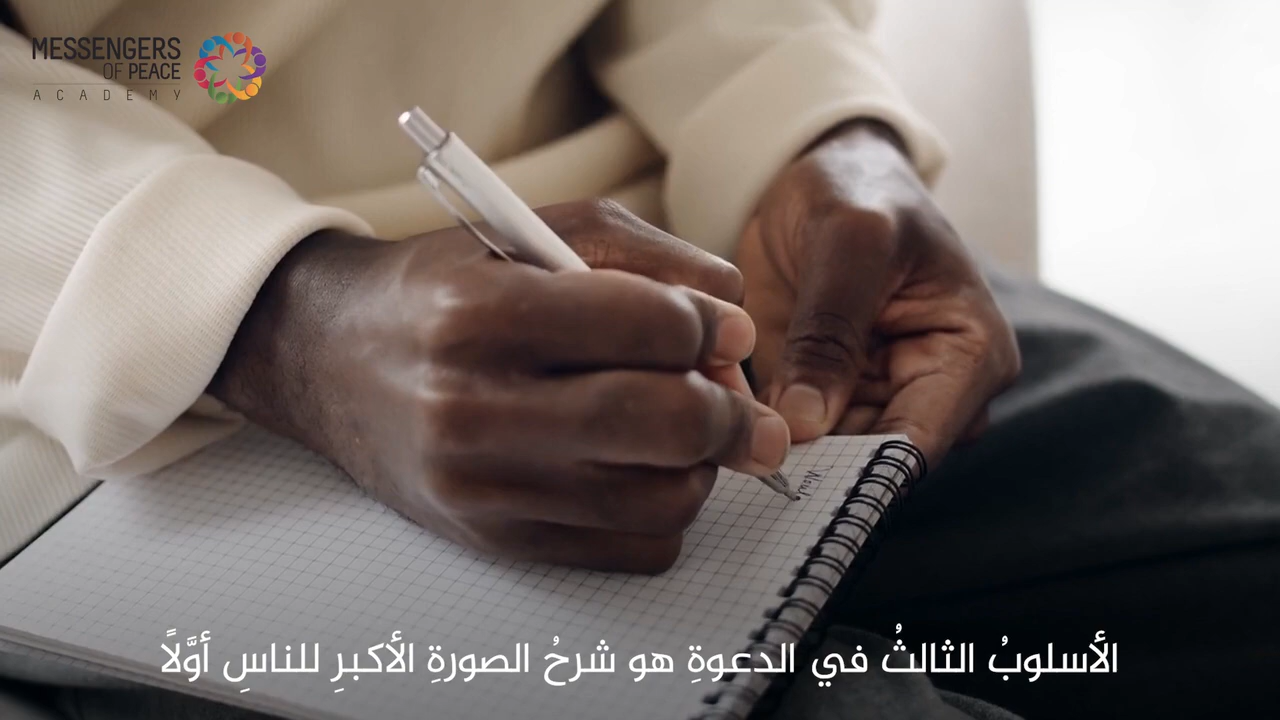 MESSENGERS
OF PEACE
ACADEMY
الأسلوبُ الثالثُ في الدعوةِ هو شرحُ الصورةِ الأكبرِ للناسِ أوَّلاً